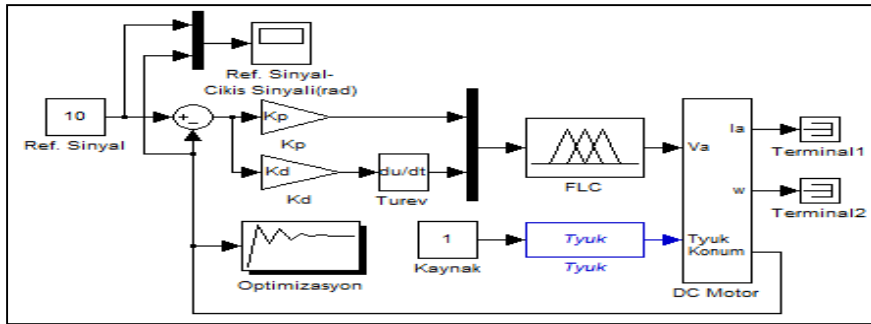 Ref. Sinyal-
Cikis Sinyali(rad)
10
Ref. Sinyal
+
−
Kp
Kp
Kd
Kd
du/dt
Turev
FLC
Va
Ia
w
Tyuk
Konum
DC Motor
Terminal1
Terminal2
1
Kaynak
Tyuk
Tyuk
Optimizasyon